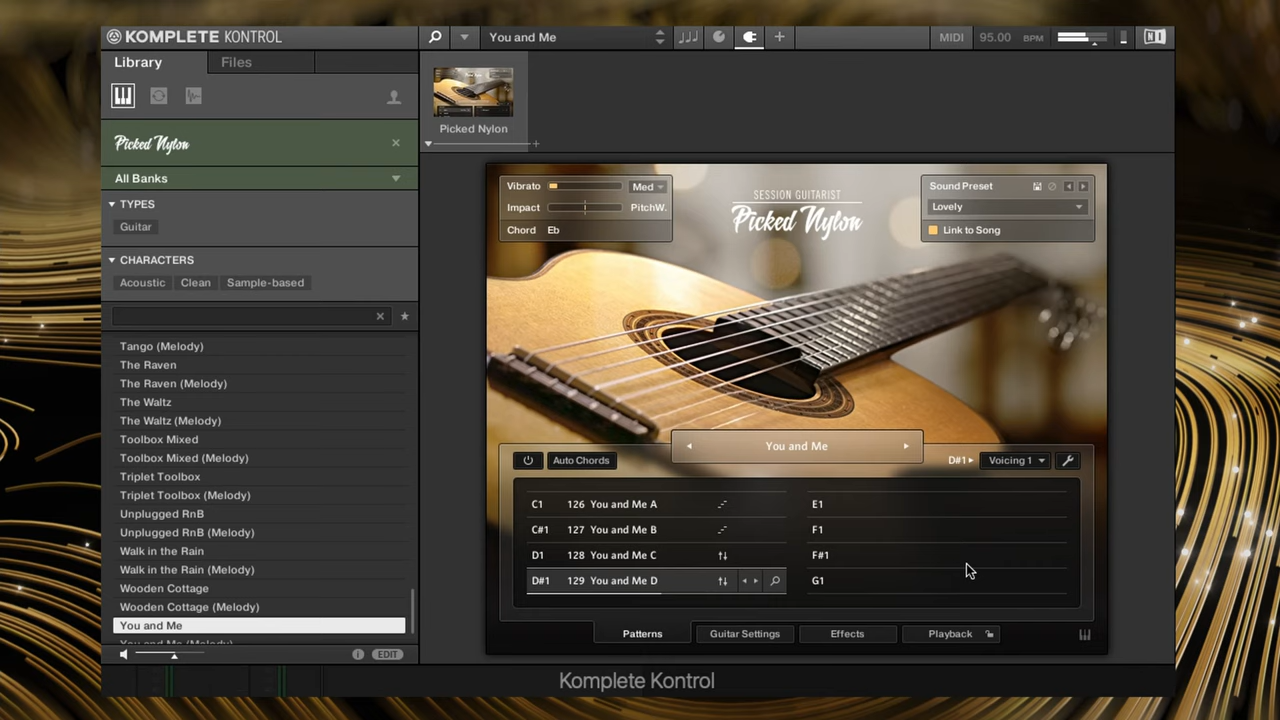 KOMPLETE KONTROL
You and Me
MIDI
95.00 BPM
Library
Files
Picked Nylon
All Banks
TYPES
Guitar
CHARACTERS
Acoustic
Clean
Sample-based
Tango (Melody)
The Raven
The Raven (Melody)
The Waltz
The Waltz (Melody)
Toolbox Mixed
Toolbox Mixed (Melody)
Triplet Toolbox
Triplet Toolbox (Melody)
Unplugged RnB
Unplugged RnB (Melody)
Walk in the Rain
Walk in the Rain (Melody)
Wooden Cottage
Wooden Cottage (Melody)
You and Me
You and Me (Melody)
EDIT
Picked Nylon
Vibrato Med
Impact PitchW.
Chord Eb
SESSION GUITARIST
Picked Nylon
Sound Preset
Lovely
Link to Song
You and Me
Auto Chords
D#1
Voicing 1
C1 126 You and Me A
C#1 127 You and Me B
D1 128 You and Me C
D#1 129 You and Me D
E1
F1
F#1
G1
Patterns
Guitar Settings
Effects
Playback
Komplete Kontrol